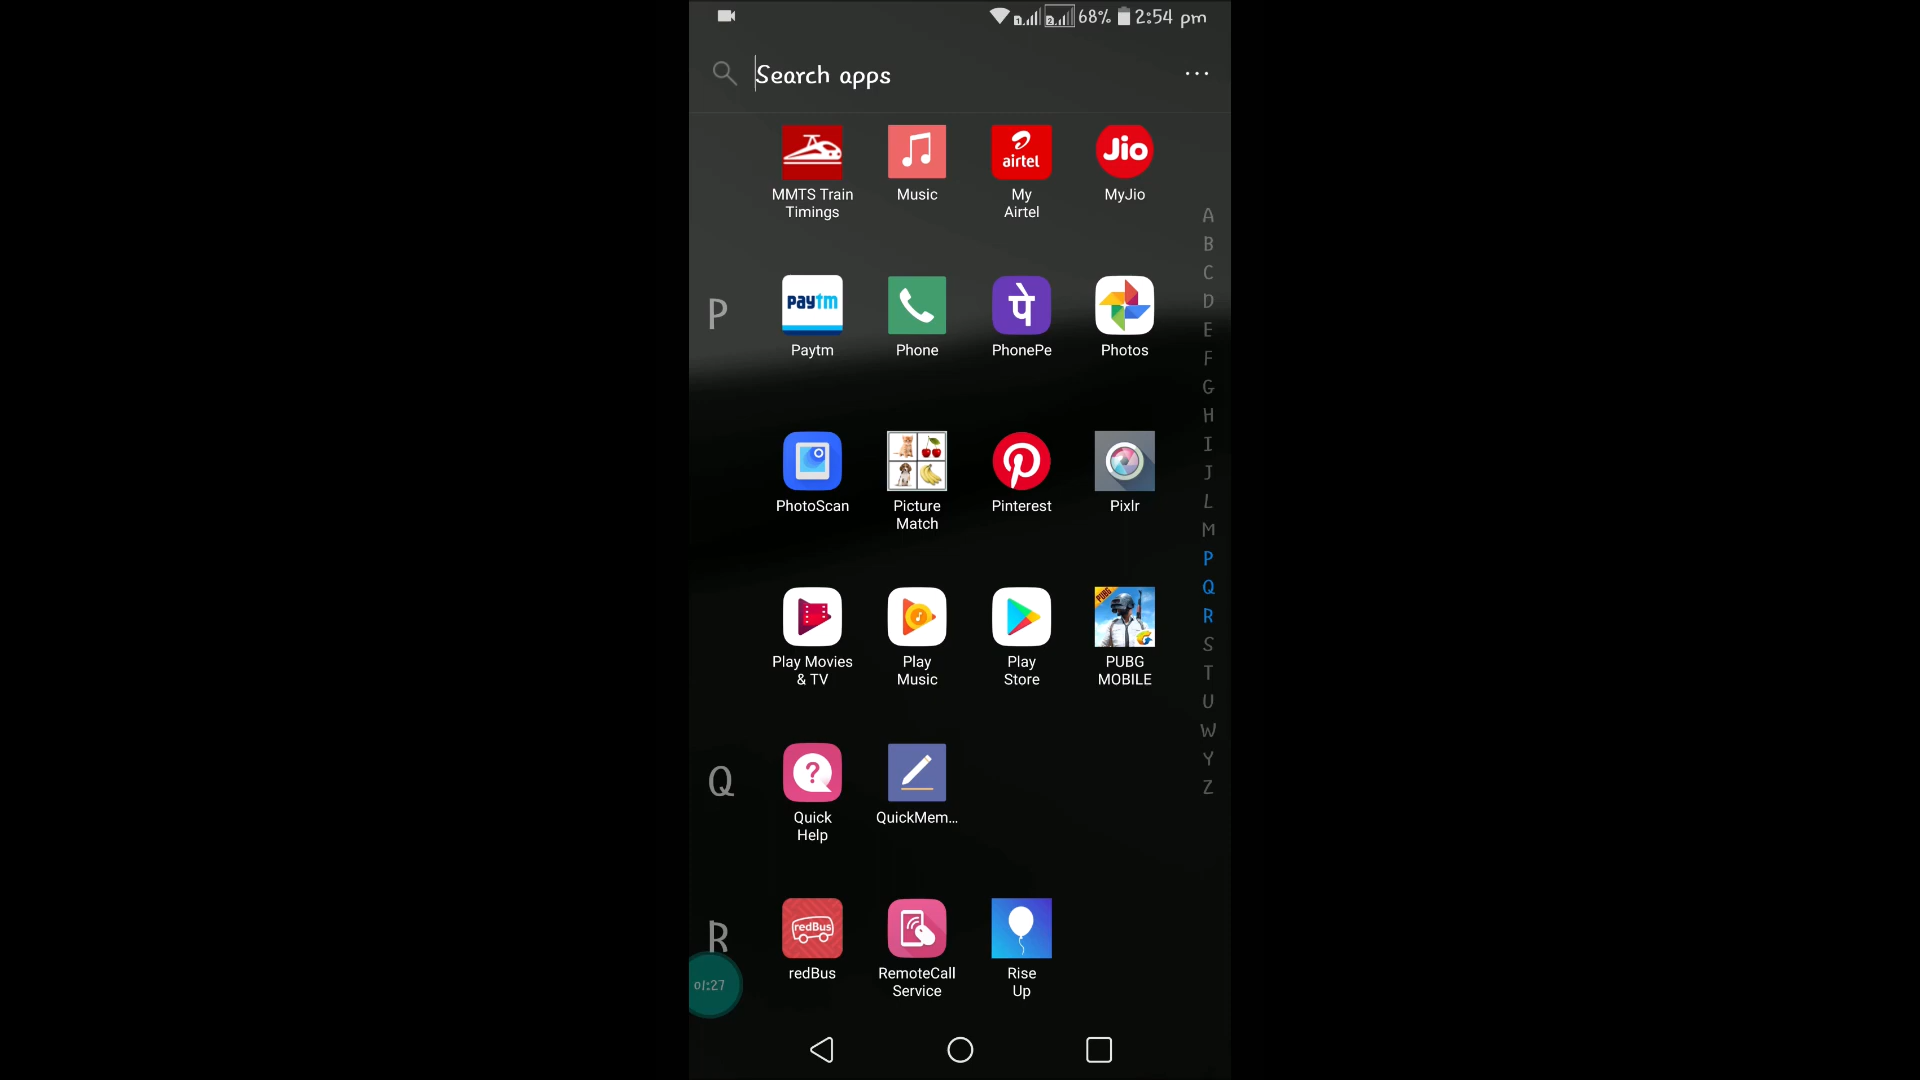 68% 2:54 pm
Search apps
airtel
Jio
MMTS Train
Timings
Music
My
Airtel
MyJio
A
B
C
D
E
F
G
H
I
J
L
M
P
Q
R
S
T
U
W
Y
Z
P
paytm
पे
Paytm
Phone
PhonePe
Photos
PhotoScan
Picture
Match
Pinterest
Pixlr
PUBG
Play Movies
& TV
Play
Music
Play
Store
PUBG
MOBILE
Q
?
Quick
Help
QuickMem...
R
redBus
redBus
RemoteCall
Service
Rise
Up
01:27